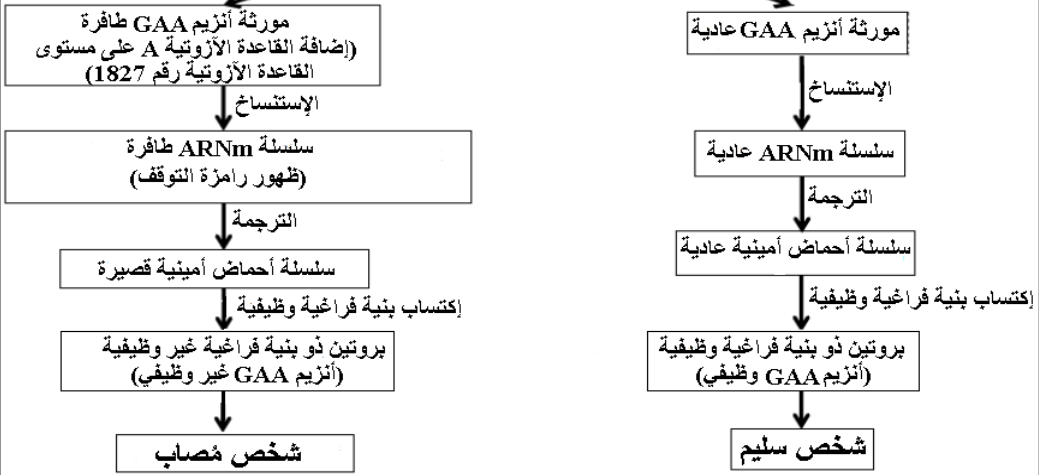 مورثة أنزيم GAA عادية
الإستنساخ
سلسلة ARNm عادية
الترجمة
سلسلة أحماض أمينية عادية
إكتساب بنية فراغية وظيفية
بروتين ذو بنية فراغية وظيفية
(أنزيم GAA وظيفي)
شخص سليم
مورثة أنزيم GAA طافرة
(إضافة القاعدة الآزوتية A على مستوى
القاعدة الآزوتية رقم 1827)
الإستنساخ
سلسلة ARNm طافرة
(ظهور رامزة التوقف)
الترجمة
سلسلة أحماض أمينية قصيرة
إكتساب بنية فراغية وظيفية
بروتين ذو بنية فراغية غير وظيفية
(أنزيم GAA غير وظيفي)
شخص مُصاب